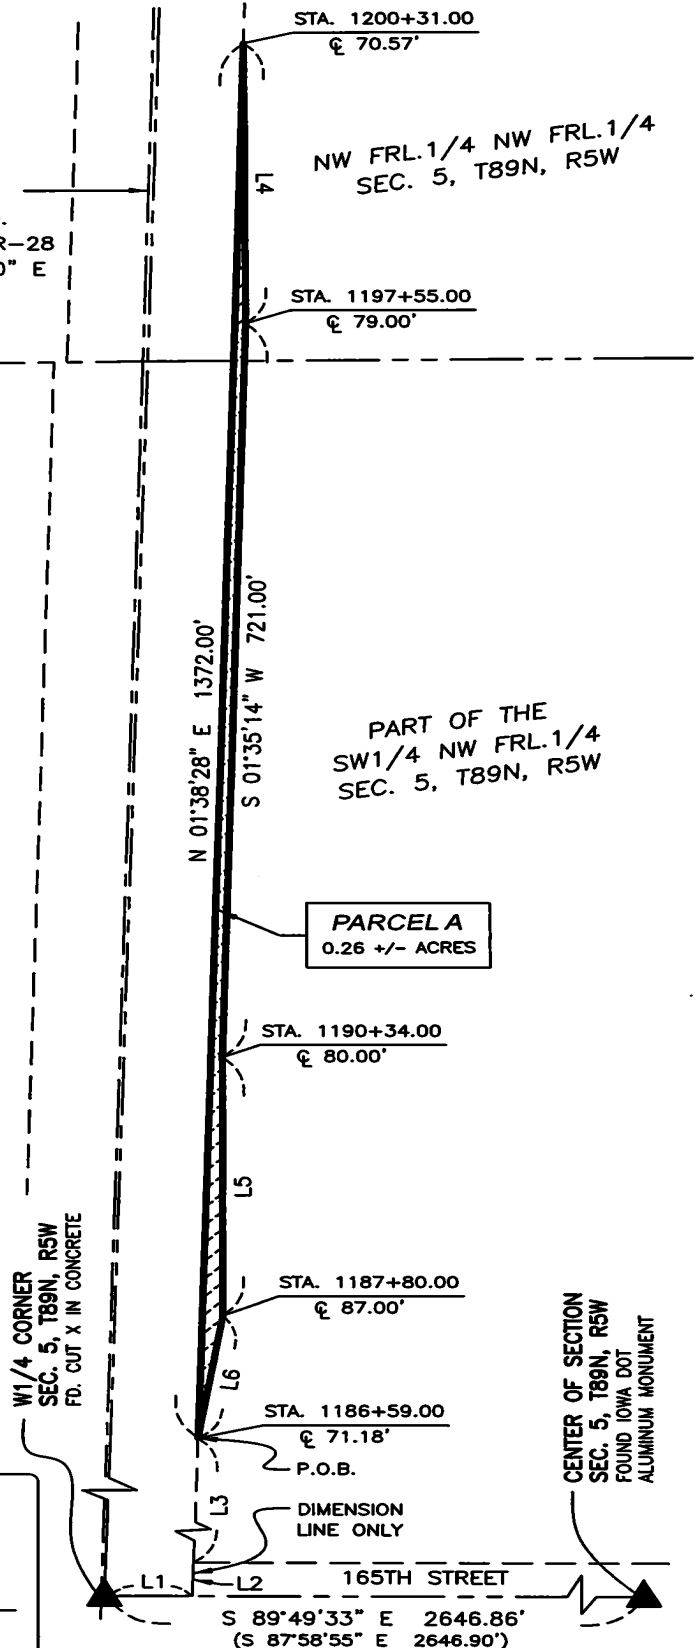 STA. 1200+31.00
℄ 70.57'
NW FRL.1/4 NW FRL.1/4
SEC. 5, T89N, R5W
L4
R-28
0" E
STA. 1197+55.00
℄ 79.00'
N 01°38'28" E 1372.00'
S 01°35'14" W 721.00'
PART OF THE
SW1/4 NW FRL.1/4
SEC. 5, T89N, R5W
PARCEL A
0.26 +/- ACRES
STA. 1190+34.00
℄ 80.00'
L5
STA. 1187+80.00
℄ 87.00'
L6
STA. 1186+59.00
℄ 71.18'
P.O.B.
W1/4 CORNER
SEC. 5, T89N, R5W
FD. CUT X IN CONCRETE
CENTER OF SECTION
SEC. 5, T89N, R5W
FOUND IOWA DOT
ALUMINUM MONUMENT
L3
DIMENSION
LINE ONLY
L1
L2
165TH STREET
S 89°49'33" E 2646.86'
(S 87°58'55" E 2646.90')